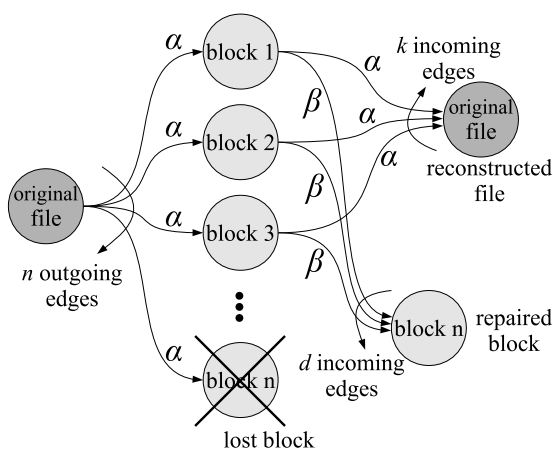 α
block 1
α
k incoming
edges
β
α
block 2
α
original
file
α
reconstructed
file
original
file
β
α
block 3
n outgoing
edges
β
block n
repaired
block
α
block n
d incoming
edges
lost block